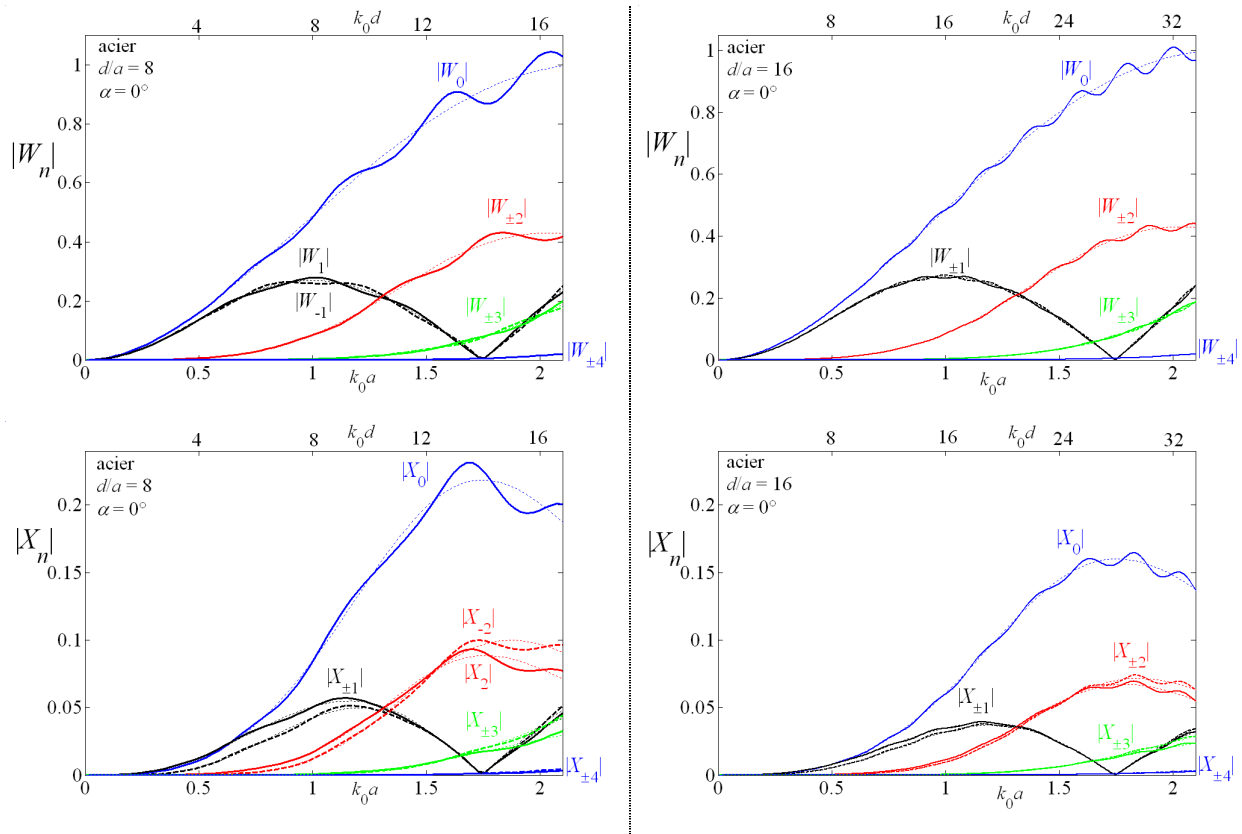 4 8 k₀d 12 16
acier
d/a = 8
α = 0°
|Wₙ|
1
0.8
0.6
0.4
0.2
0
|W₀|
|W±₂|
|W₁|
|W₋₁|
|W±₃|
|W±₄|
0 0.5 1 1.5 2
k₀a
8 16 k₀d 24 32
acier
d/a = 16
α = 0°
|Wₙ|
1
0.8
0.6
0.4
0.2
0
|W₀|
|W±₂|
|W±₁|
|W±₃|
|W±₄|
0 0.5 1 1.5 2
k₀a
4 8 k₀d 12 16
acier
d/a = 8
α = 0°
|Xₙ|
0.2
0.15
0.1
0.05
0
|X₀|
|X₋₂|
|X₂|
|X±₁|
|X±₃|
|X±₄|
0 0.5 1 1.5 2
k₀a
8 16 k₀d 24 32
acier
d/a = 16
α = 0°
|Xₙ|
0.2
0.15
0.1
0.05
0
|X₀|
|X±₂|
|X±₁|
|X±₃|
|X±₄|
0 0.5 1 1.5 2
k₀a